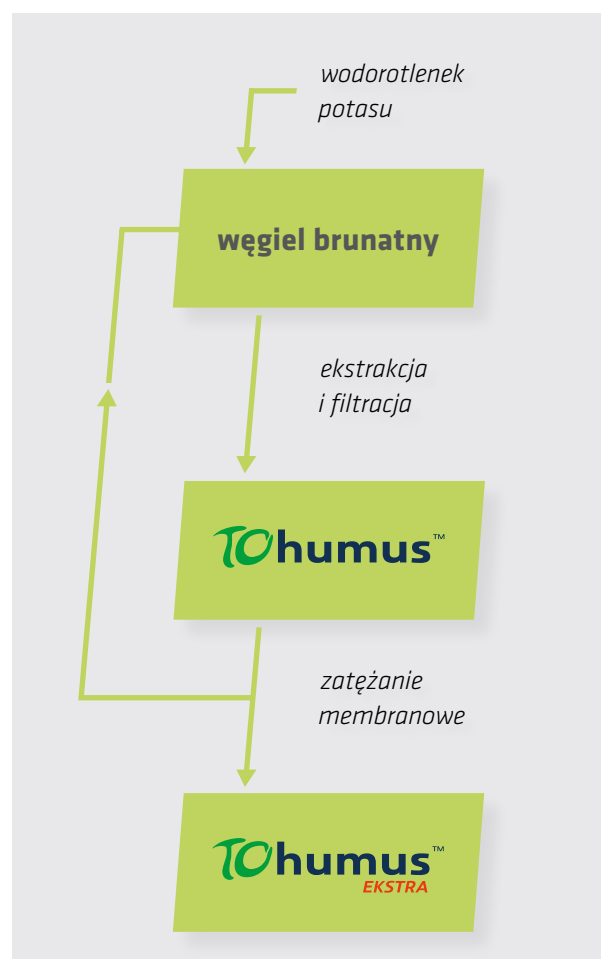 wodorotlenek
potasu
węgiel brunatny
ekstrakcja
i filtracja
TOhumus™
zatężanie
membranowe
TOhumus™
EKSTRA